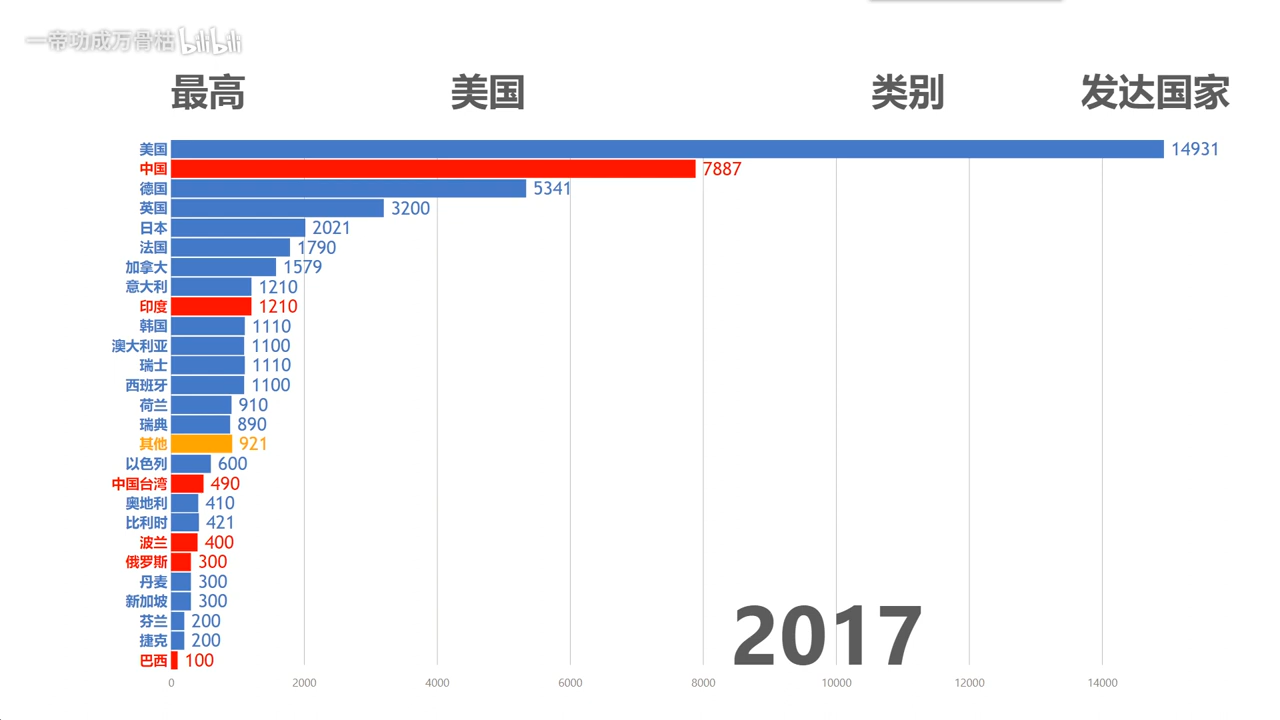 一帝功成万骨枯 bilibili
最高 美国 类别 发达国家
美国 14931
中国 7887
德国 5341
英国 3200
日本 2021
法国 1790
加拿大 1579
意大利 1210
印度 1210
韩国 1110
澳大利亚 1100
瑞士 1110
西班牙 1100
荷兰 910
瑞典 890
其他 921
以色列 600
中国台湾 490
奥地利 410
比利时 421
波兰 400
俄罗斯 300
丹麦 300
新加坡 300
芬兰 200
捷克 200
巴西 100
2017
0 2000 4000 6000 8000 10000 12000 14000